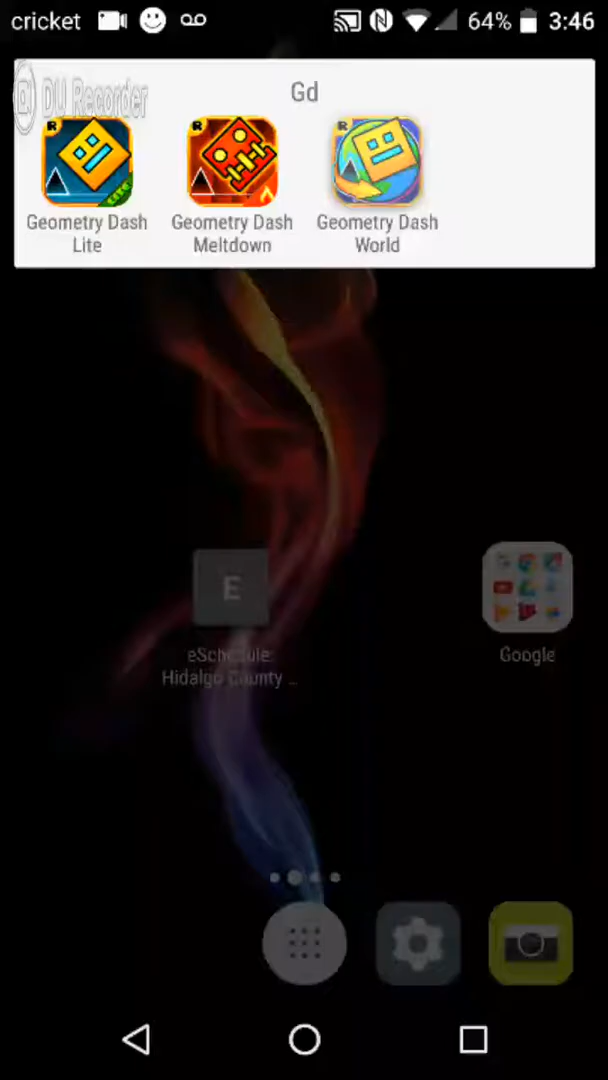 cricket 64% 3:46
DU Recorder
Gd
Geometry Dash Lite
Geometry Dash Meltdown
Geometry Dash World
E
eSchedule:
Hidalgo County ...
Google